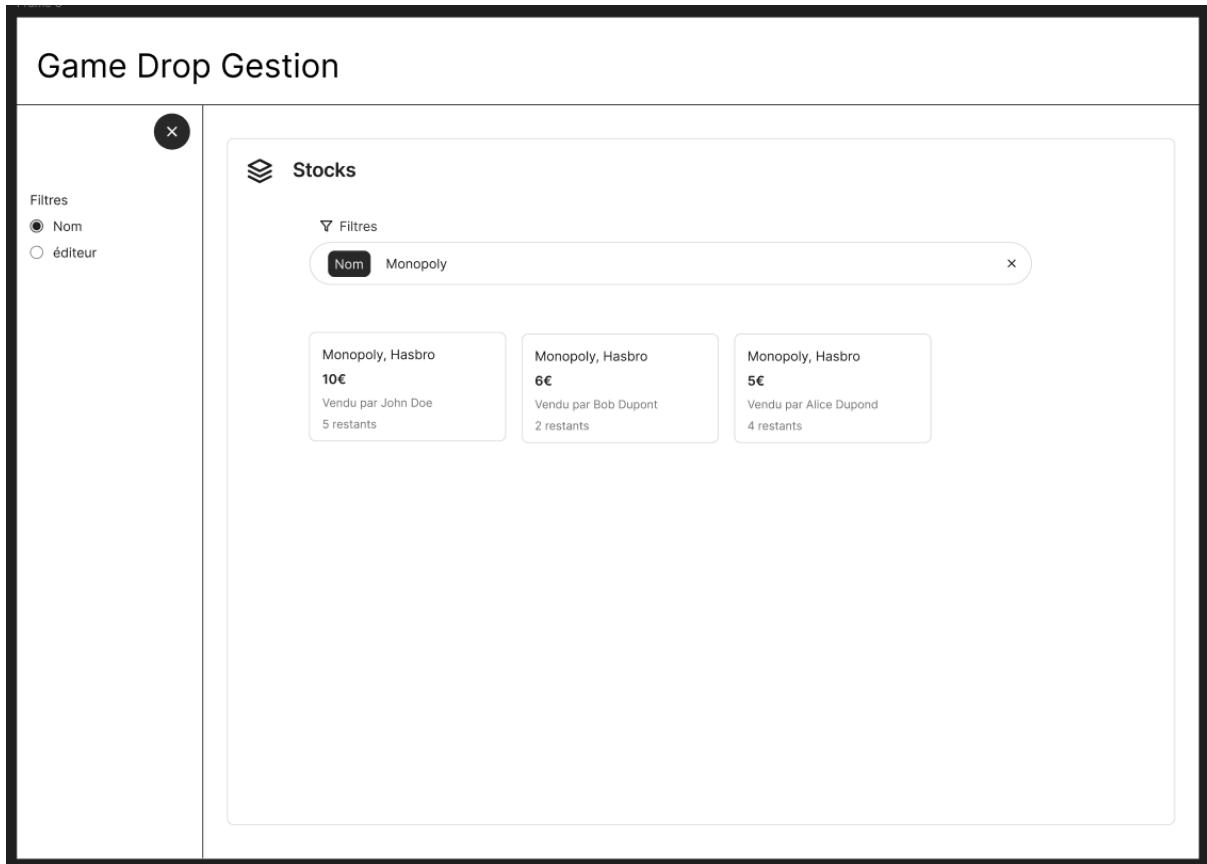 Game Drop Gestion
Filtres
Nom
éditeur
Stocks
Filtres
Nom Monopoly
Monopoly, Hasbro
10€
Vendu par John Doe
5 restants
Monopoly, Hasbro
6€
Vendu par Bob Dupont
2 restants
Monopoly, Hasbro
5€
Vendu par Alice Dupond
4 restants